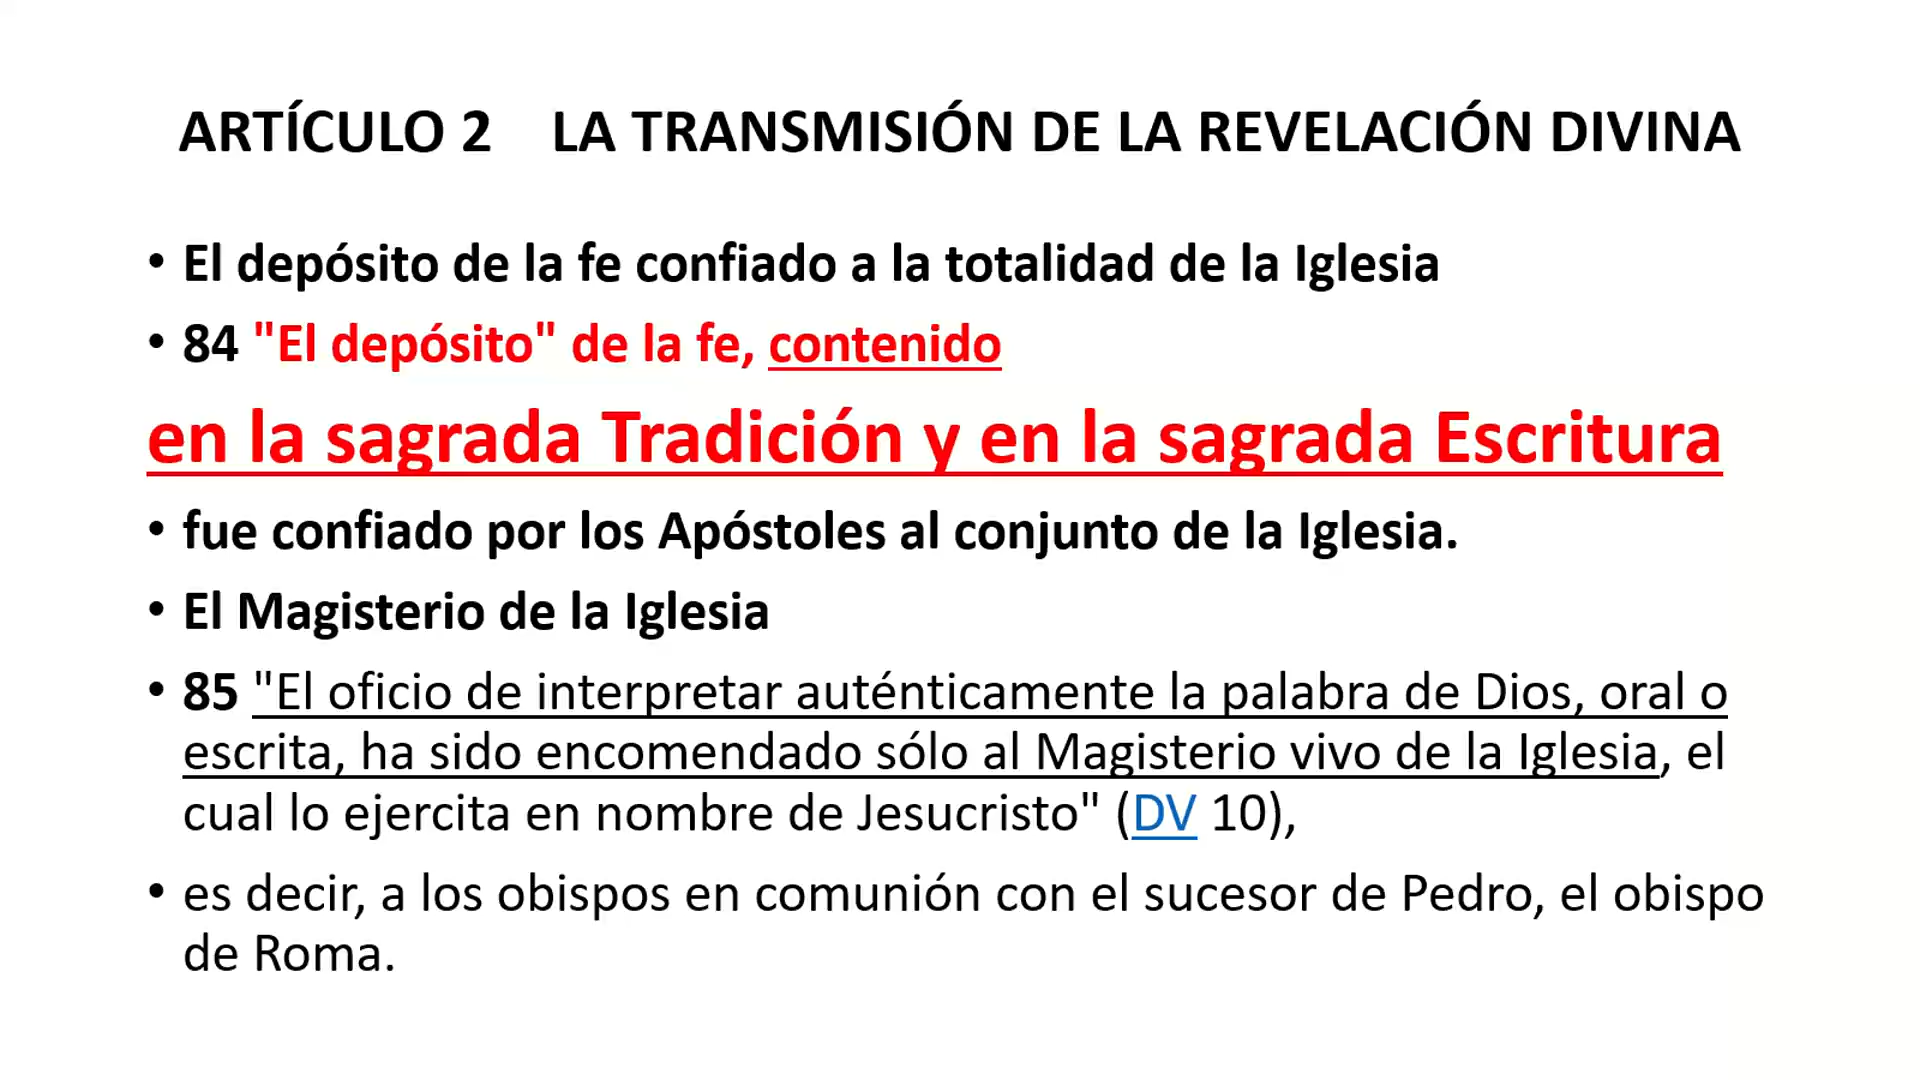 ARTÍCULO 2 LA TRANSMISIÓN DE LA REVELACIÓN DIVINA
• El depósito de la fe confiado a la totalidad de la Iglesia
• 84 "El depósito" de la fe, contenido
en la sagrada Tradición y en la sagrada Escritura
• fue confiado por los Apóstoles al conjunto de la Iglesia.
• El Magisterio de la Iglesia
• 85 "El oficio de interpretar auténticamente la palabra de Dios, oral o
escrita, ha sido encomendado sólo al Magisterio vivo de la Iglesia, el
cual lo ejercita en nombre de Jesucristo" (DV 10),
• es decir, a los obispos en comunión con el sucesor de Pedro, el obispo
de Roma.